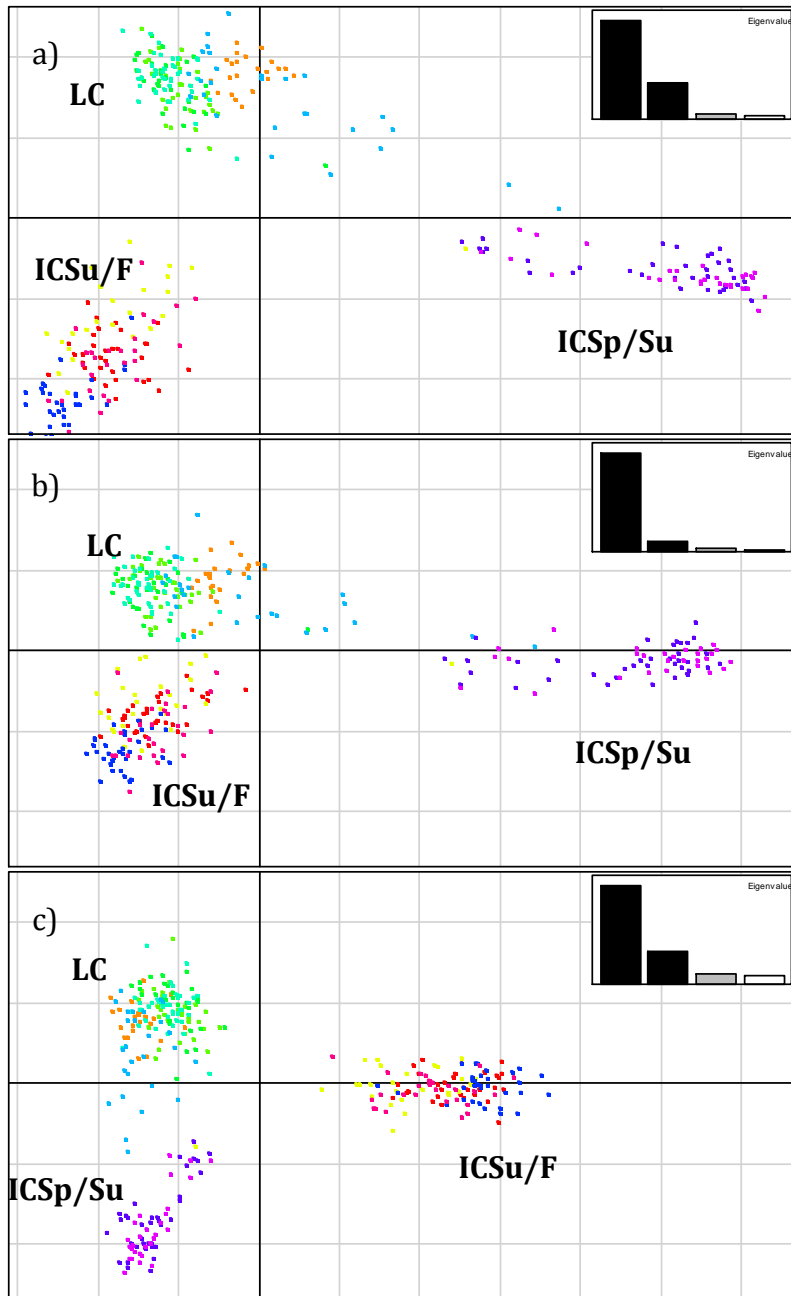 a)
Eigenvalue
LC
ICSu/F
ICSp/Su
b)
Eigenvalue
LC
ICSp/Su
ICSu/F
c)
Eigenvalue
LC
ICSu/F
ICSp/Su